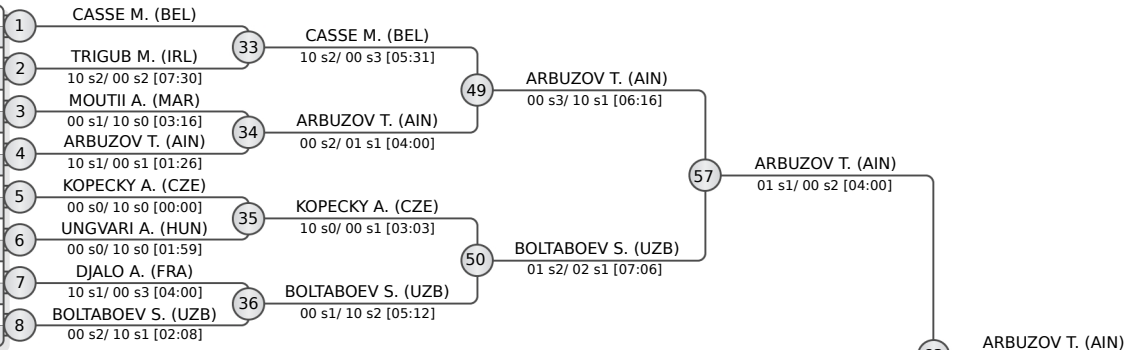 1
CASSE M. (BEL)
2
TRIGUB M. (IRL)
10 s2/ 00 s2 [07:30]
33
CASSE M. (BEL)
10 s2/ 00 s3 [05:31]
3
MOUTII A. (MAR)
00 s1/ 10 s0 [03:16]
4
ARBUZOV T. (AIN)
10 s1/ 00 s1 [01:26]
34
ARBUZOV T. (AIN)
00 s2/ 01 s1 [04:00]
49
ARBUZOV T. (AIN)
00 s3/ 10 s1 [06:16]
5
KOPECKY A. (CZE)
00 s0/ 10 s0 [00:00]
6
UNGVARI A. (HUN)
00 s0/ 10 s0 [01:59]
35
KOPECKY A. (CZE)
10 s0/ 00 s1 [03:03]
7
DJALO A. (FRA)
10 s1/ 00 s3 [04:00]
8
BOLTABOEV S. (UZB)
00 s2/ 10 s1 [02:08]
36
BOLTABOEV S. (UZB)
00 s1/ 10 s2 [05:12]
50
BOLTABOEV S. (UZB)
01 s2/ 02 s1 [07:06]
57
ARBUZOV T. (AIN)
01 s1/ 00 s2 [04:00]
ARBUZOV T. (AIN)